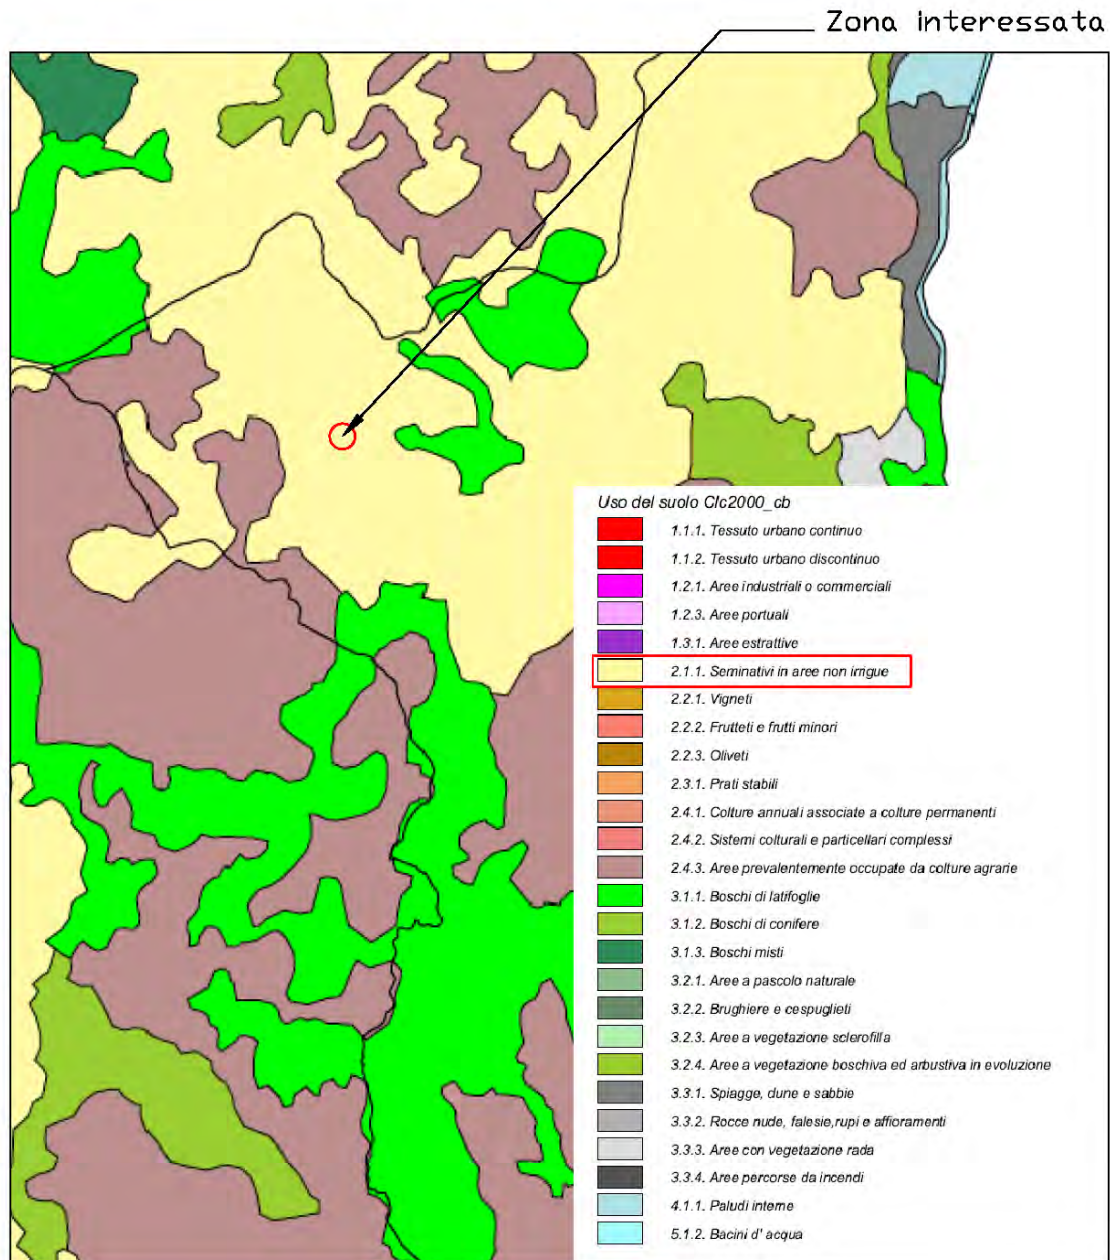 Zona interessata
Uso del suolo Clc2000_cb
1.1.1. Tessuto urbano continuo
1.1.2. Tessuto urbano discontinuo
1.2.1. Aree industriali o commerciali
1.2.3. Aree portuali
1.3.1. Aree estrattive
2.1.1. Seminativi in aree non irrigue
2.2.1. Vigneti
2.2.2. Frutteti e frutti minori
2.2.3. Oliveti
2.3.1. Prati stabili
2.4.1. Colture annuali associate a colture permanenti
2.4.2. Sistemi colturali e particellari complessi
2.4.3. Aree prevalentemente occupate da colture agrarie
3.1.1. Boschi di latifoglie
3.1.2. Boschi di conifere
3.1.3. Boschi misti
3.2.1. Aree a pascolo naturale
3.2.2. Brughiere e cespuglieti
3.2.3. Aree a vegetazione sclerofilla
3.2.4. Aree a vegetazione boschiva ed arbustiva in evoluzione
3.3.1. Spiagge, dune e sabbie
3.3.2. Rocce nude, falesie,rupi e affioramenti
3.3.3. Aree con vegetazione rada
3.3.4. Aree percorse da incendi
4.1.1. Paludi interne
5.1.2. Bacini d' acqua